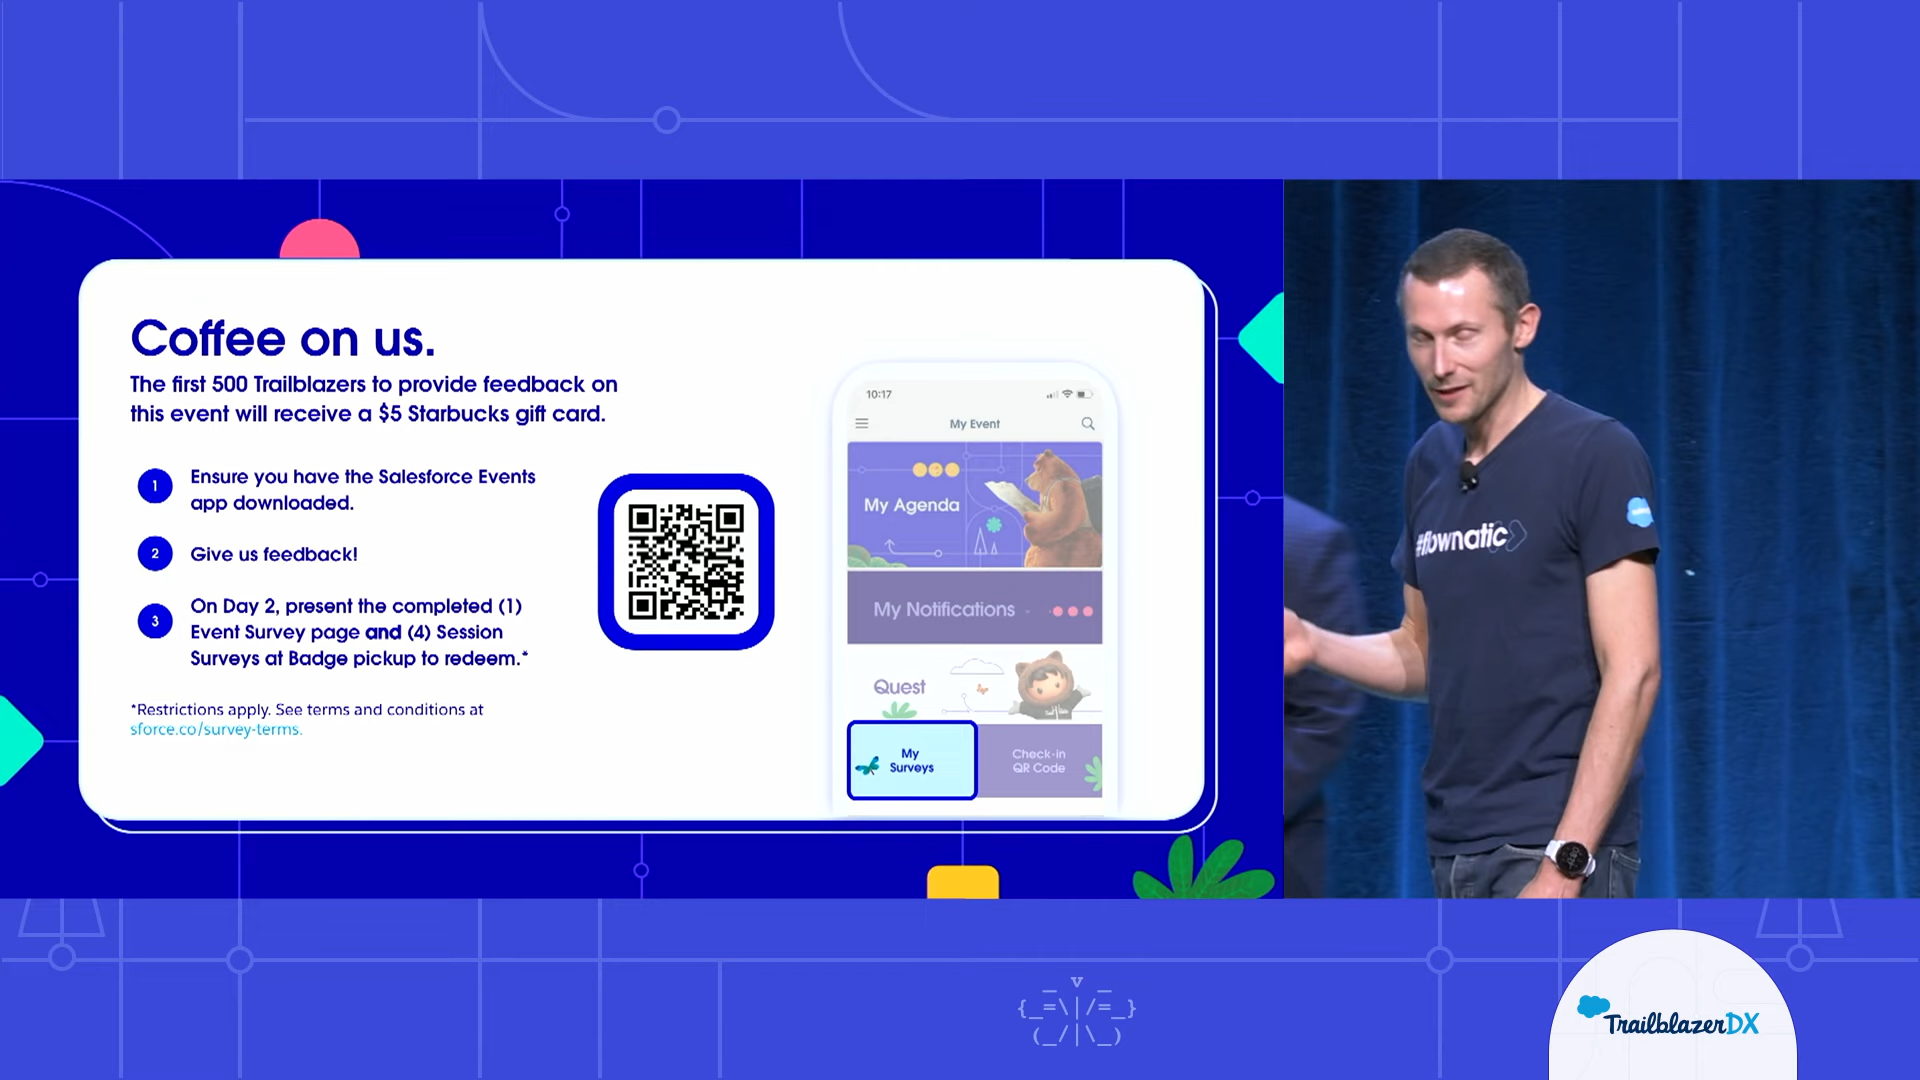 Coffee on us.
The first 500 Trailblazers to provide feedback on
this event will receive a $5 Starbucks gift card.
1
Ensure you have the Salesforce Events
app downloaded.
2
Give us feedback!
3
On Day 2, present the completed (1)
Event Survey page and (4) Session
Surveys at Badge pickup to redeem.*
*Restrictions apply. See terms and conditions at
sforce.co/survey-terms.
10:17
My Event
My Agenda
My Notifications
Quest
My
Surveys
Check-in
QR Code
#flownatic
TrailblazerDX